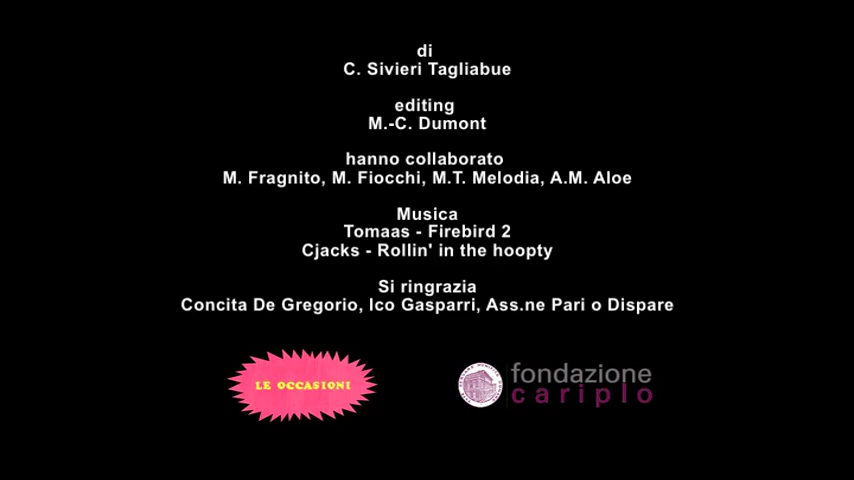 di
C. Sivieri Tagliabue
editing
M.-C. Dumont
hanno collaborato
M. Fragnito, M. Fiocchi, M.T. Melodia, A.M. Aloe
Musica
Tomaas - Firebird 2
Cjacks - Rollin' in the hoopty
Si ringrazia
Concita De Gregorio, Ico Gasparri, Ass.ne Pari o Dispare
LE OCCASIONI
fondazione
cariplo